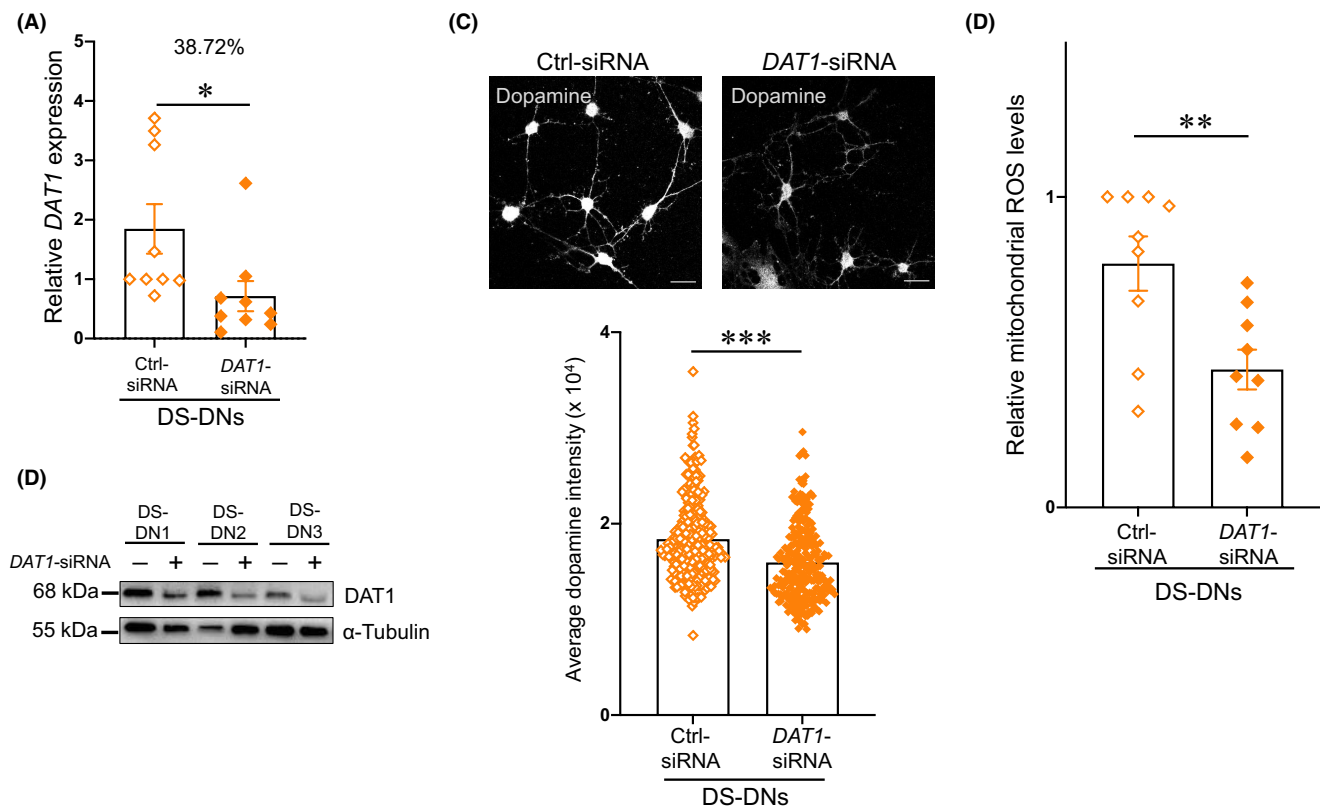 (A)
38.72%
*
Relative DAT1 expression
5
4
3
2
1
0
Ctrl-
siRNA
DAT1-
siRNA
DS-DNs
(D)
DS-
DN1
DS-
DN2
DS-
DN3
DAT1-siRNA
— + — + — +
68 kDa
DAT1
55 kDa
α-Tubulin
(C)
Ctrl-siRNA
DAT1-siRNA
Dopamine
Dopamine
***
Average dopamine intensity (x 10⁴)
4
2
0
Ctrl-
siRNA
DAT1-
siRNA
DS-DNs
(D)
**
Relative mitochondrial ROS levels
1
0
Ctrl-
siRNA
DAT1-
siRNA
DS-DNs